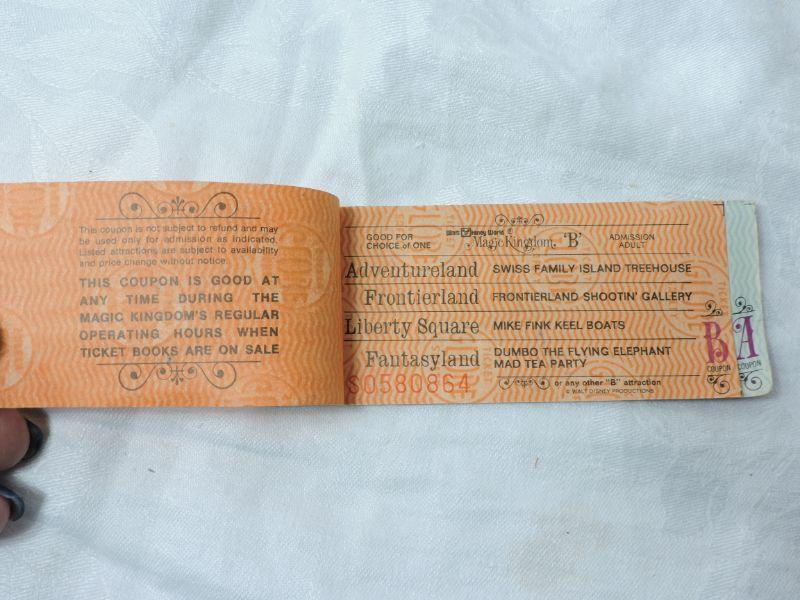 This coupon is not subject to refund and may
be used only for admission as indicated.
Listed attractions are subject to availability
and price change without notice.
THIS COUPON IS GOOD AT
ANY TIME DURING THE
MAGIC KINGDOM'S REGULAR
OPERATING HOURS WHEN
TICKET BOOKS ARE ON SALE
GOOD FOR
CHOICE of ONE
Walt Disney World ®
Magic Kingdom
'B'
ADMISSION
ADULT
Adventureland SWISS FAMILY ISLAND TREEHOUSE
Frontierland FRONTIERLAND SHOOTIN' GALLERY
Liberty Square MIKE FINK KEEL BOATS
Fantasyland DUMBO THE FLYING ELEPHANT
MAD TEA PARTY
S0580864
or any other "B" attraction
© WALT DISNEY PRODUCTIONS
B
COUPON
A
COUPON